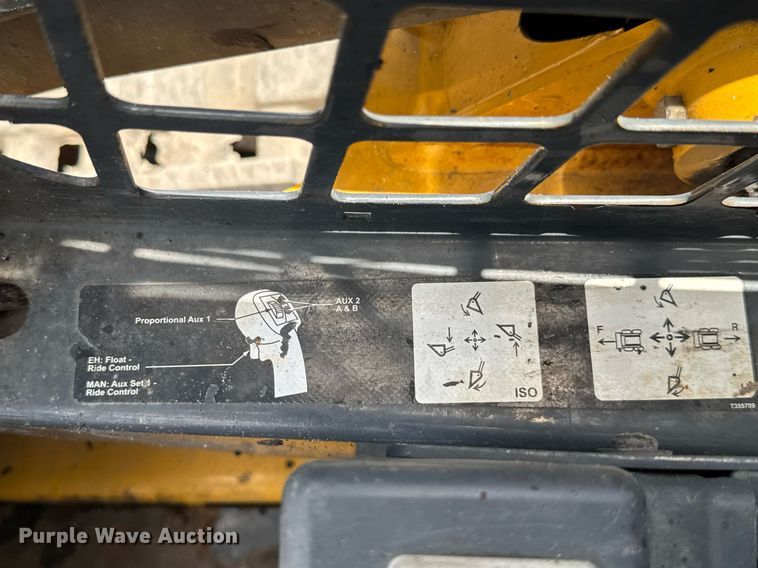 Proportional Aux 1
AUX 2
A & B
EH: Float -
Ride Control
MAN: Aux Set 1 -
Ride Control
ISO
F
R
T355709
Purple Wave Auction